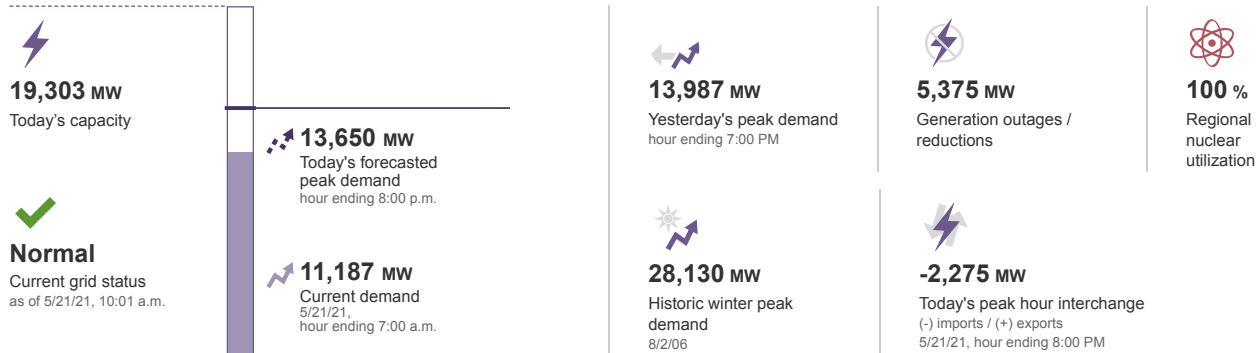 19,303 MW
Today's capacity
Normal
Current grid status
as of 5/21/21, 10:01 a.m.
13,650 MW
Today's forecasted
peak demand
hour ending 8:00 p.m.
11,187 MW
Current demand
5/21/21,
hour ending 7:00 a.m.
13,987 MW
Yesterday's peak demand
hour ending 7:00 PM
5,375 MW
Generation outages /
reductions
100 %
Regional
nuclear
utilization
28,130 MW
Historic winter peak
demand
8/2/06
-2,275 MW
Today's peak hour interchange
(-) imports / (+) exports
5/21/21, hour ending 8:00 PM